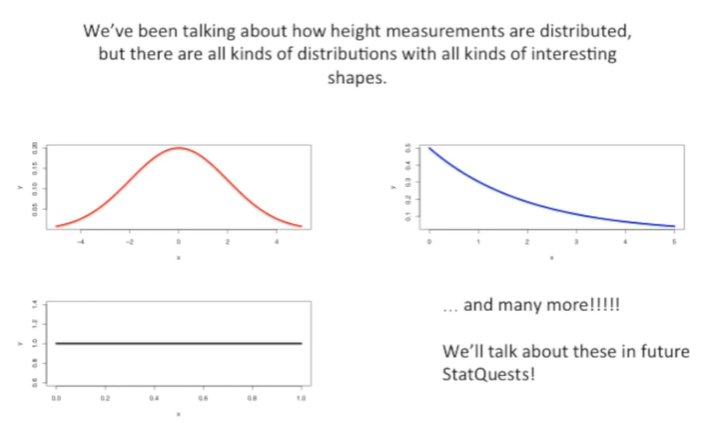 We’ve been talking about how height measurements are distributed,
but there are all kinds of distributions with all kinds of interesting
shapes.
0.05 0.10 0.15 0.20
y
-4 -2 0 2 4
x
0.1 0.2 0.3 0.4 0.5
y
0 1 2 3 4 5
x
0.6 0.8 1.0 1.2 1.4
y
0.0 0.2 0.4 0.6 0.8 1.0
x
... and many more!!!!!
We’ll talk about these in future
StatQuests!